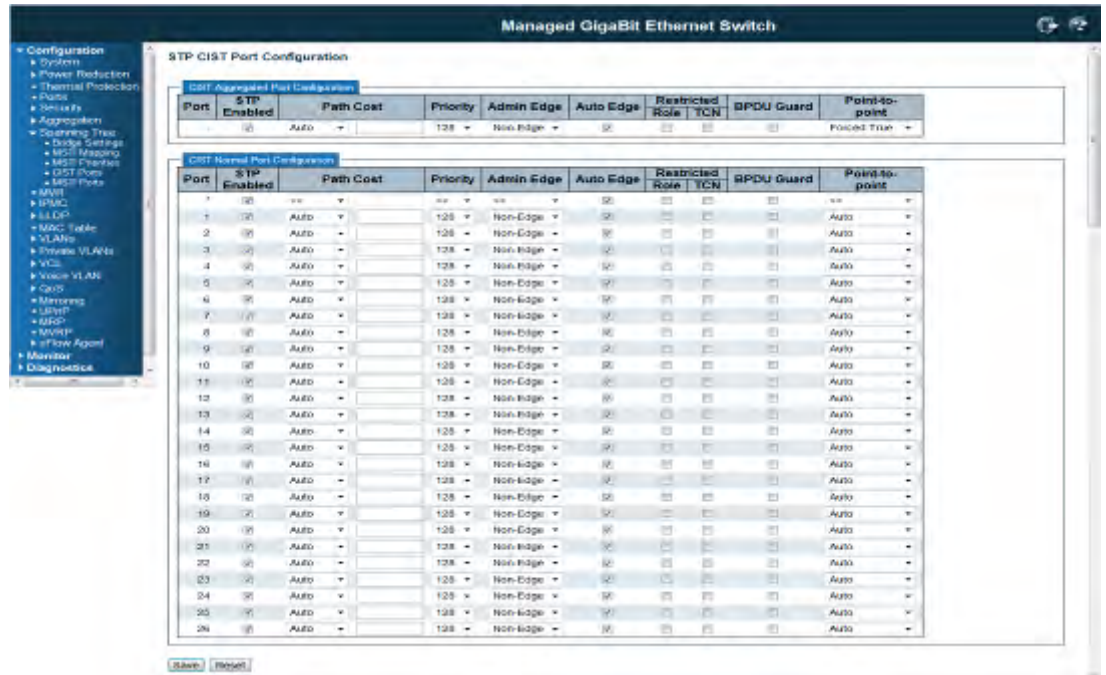 Managed GigaBit Ethernet Switch
Configuration
System
Power Reduction
Thermal Protection
Ports
Security
Aggregation
Spanning Tree
Bridge Settings
MSTI Mapping
MSTI Priorities
CIST Ports
MSTI Ports
MVR
IPMC
LLDP
MAC Table
VLANs
Private VLANs
VCL
Voice VLAN
QoS
Mirroring
UPnP
MRP
MVRP
sFlow Agent
Monitor
Diagnostics
STP CIST Port Configuration
CIST Aggregated Port Configuration
Port STP Enabled Path Cost Priority Admin Edge Auto Edge Restricted Role TCN BPDU Guard Point-to-point
- Auto 128 Non-Edge Forced True
CIST Normal Port Configuration
Port STP Enabled Path Cost Priority Admin Edge Auto Edge Restricted Role TCN BPDU Guard Point-to-point
* <> <> <> <>
1 Auto 128 Non-Edge Auto
2 Auto 128 Non-Edge Auto
3 Auto 128 Non-Edge Auto
4 Auto 128 Non-Edge Auto
5 Auto 128 Non-Edge Auto
6 Auto 128 Non-Edge Auto
7 Auto 128 Non-Edge Auto
8 Auto 128 Non-Edge Auto
9 Auto 128 Non-Edge Auto
10 Auto 128 Non-Edge Auto
11 Auto 128 Non-Edge Auto
12 Auto 128 Non-Edge Auto
13 Auto 128 Non-Edge Auto
14 Auto 128 Non-Edge Auto
15 Auto 128 Non-Edge Auto
16 Auto 128 Non-Edge Auto
17 Auto 128 Non-Edge Auto
18 Auto 128 Non-Edge Auto
19 Auto 128 Non-Edge Auto
20 Auto 128 Non-Edge Auto
21 Auto 128 Non-Edge Auto
22 Auto 128 Non-Edge Auto
23 Auto 128 Non-Edge Auto
24 Auto 128 Non-Edge Auto
25 Auto 128 Non-Edge Auto
26 Auto 128 Non-Edge Auto
Save Reset